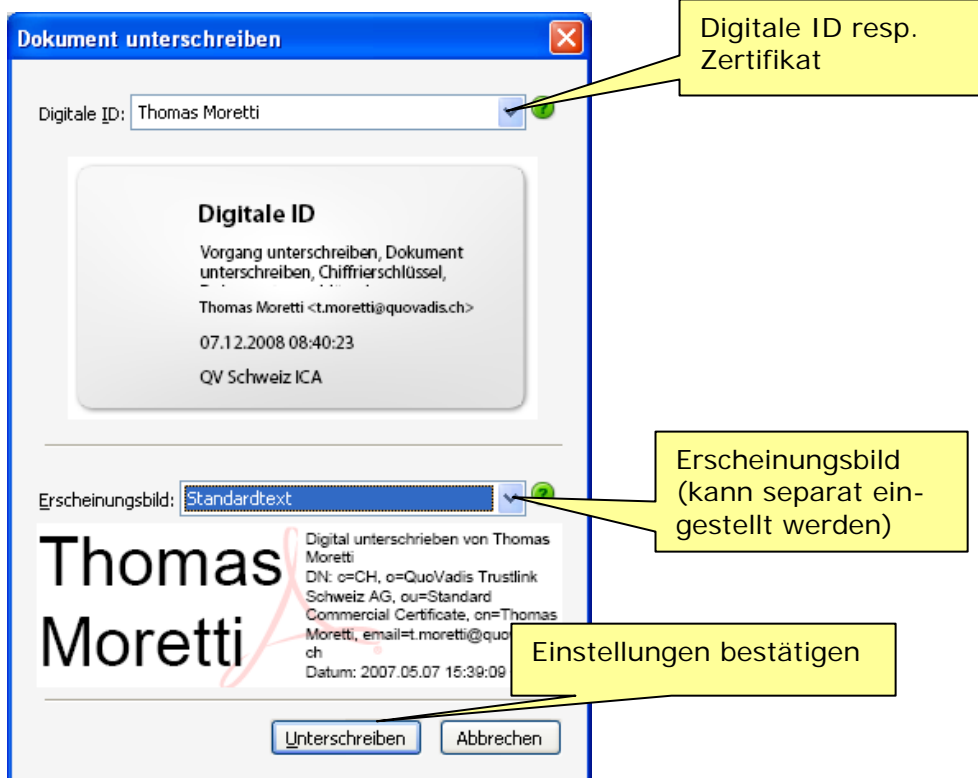 Dokument unterschreiben
Digitale ID resp.
Zertifikat
Digitale ID: Thomas Moretti
?
Digitale ID
Vorgang unterschreiben, Dokument
unterschreiben, Chiffrierschlüssel,
Thomas Moretti <t.moretti@quovadis.ch>
07.12.2008 08:40:23
QV Schweiz ICA
Erscheinungsbild
(kann separat ein-
gestellt werden)
Erscheinungsbild: Standardtext
Thomas
Moretti
Digital unterschrieben von Thomas
Moretti
DN: c=CH, o=QuoVadis Trustlink
Schweiz AG, ou=Standard
Commercial Certificate, cn=Thomas
Moretti, email=t.moretti@quo
ch
Datum: 2007.05.07 15:39:09
Einstellungen bestätigen
Unterschreiben
Abbrechen